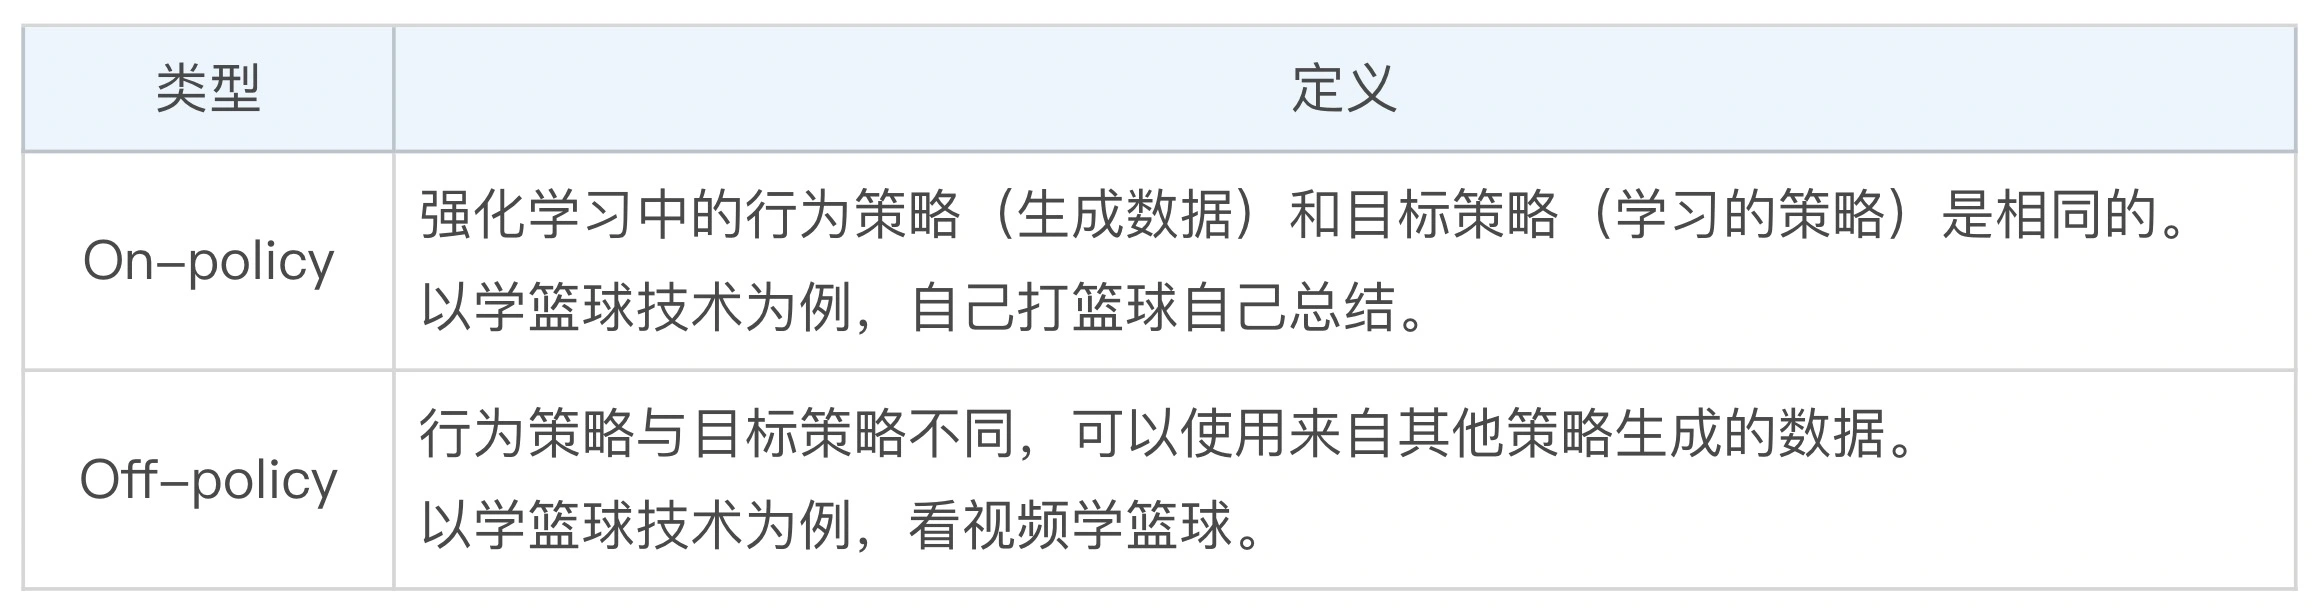 类型
定义
On-policy
强化学习中的行为策略（生成数据）和目标策略（学习的策略）是相同的。
以学篮球技术为例，自己打篮球自己总结。
Off-policy
行为策略与目标策略不同，可以使用来自其他策略生成的数据。
以学篮球技术为例，看视频学篮球。